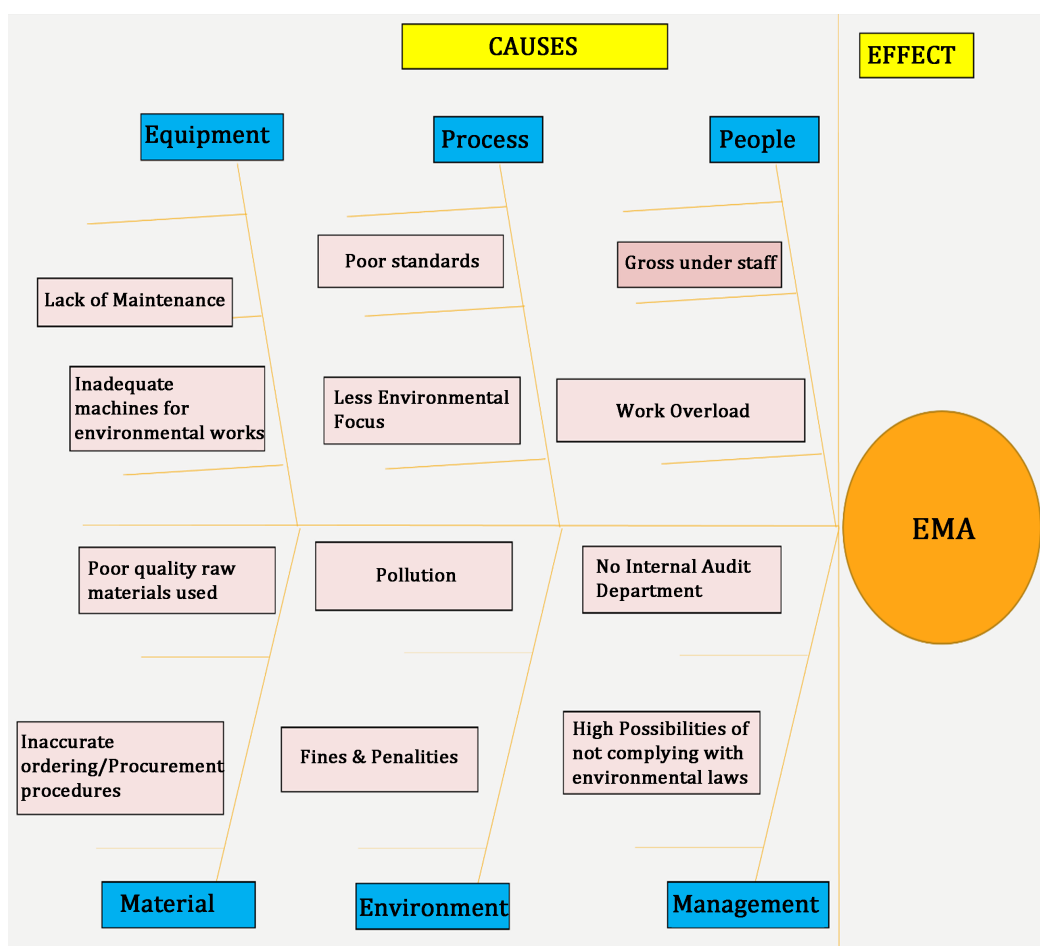 CAUSES
EFFECT
Equipment
Process
People
Poor standards
Gross under staff
Lack of Maintenance
Inadequate
machines for
environmental works
Less Environmental
Focus
Work Overload
EMA
Poor quality raw
materials used
Pollution
No Internal Audit
Department
Inaccurate
ordering/Procurement
procedures
Fines & Penalities
High Possibilities of
not complying with
environmental laws
Material
Environment
Management